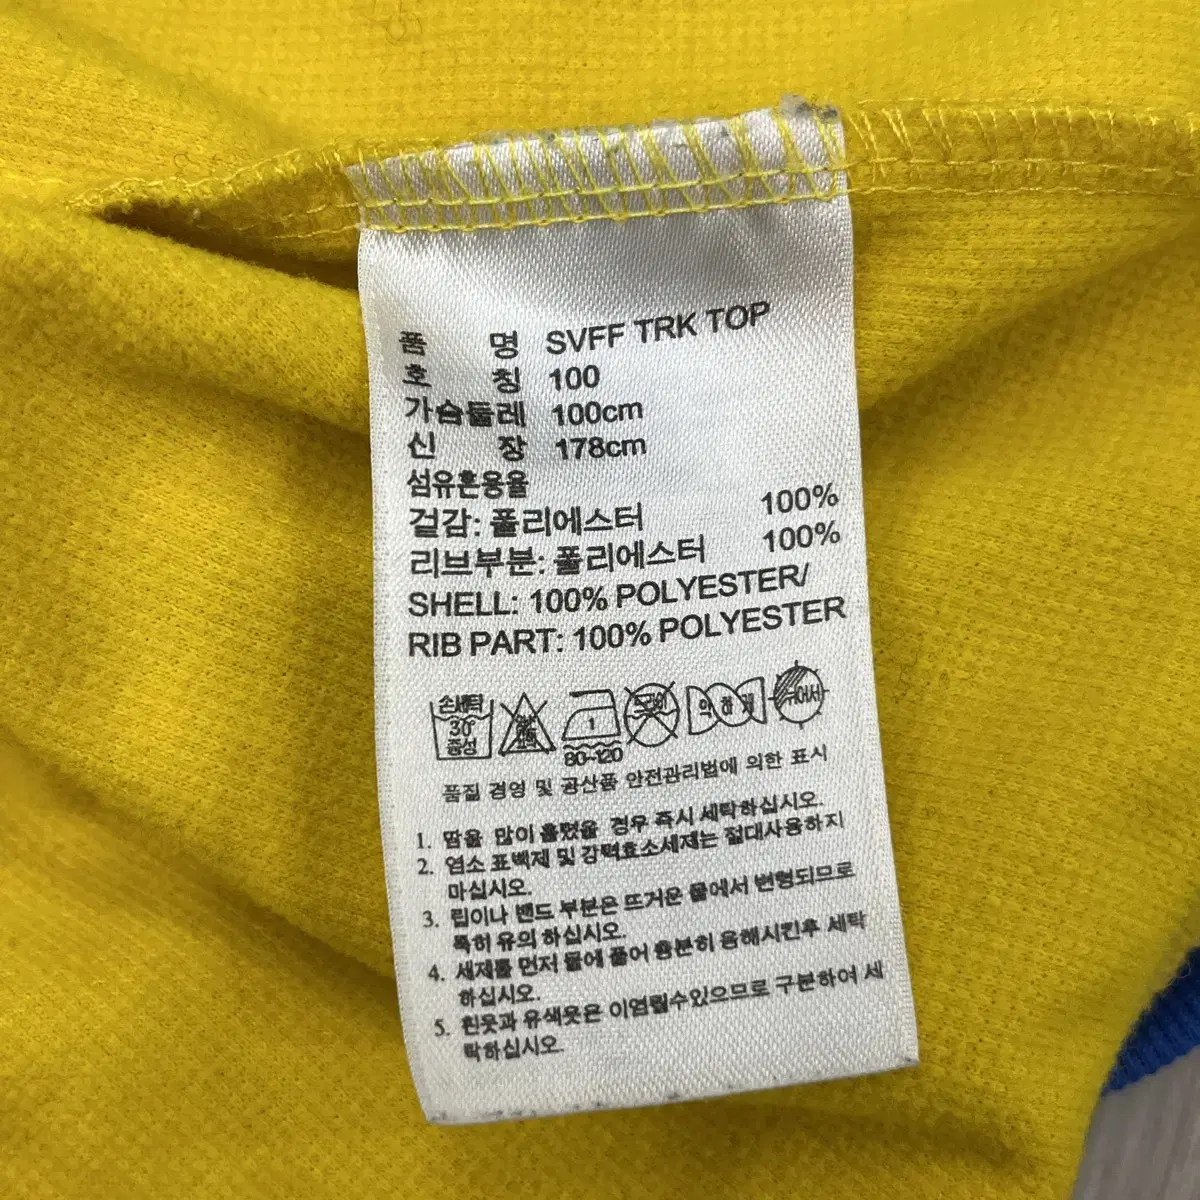 품 명 SVFF TRK TOP
호 칭 100
가슴둘레 100cm
신 장 178cm
섬유혼용율
겉감: 폴리에스터 100%
리브부분: 폴리에스터 100%
SHELL: 100% POLYESTER/
RIB PART: 100% POLYESTER
손세탁
30°
중성
1
80~120
드라이
약하게
품질 경영 및 공산품 안전관리법에 의한 표시
1. 땀을 많이 흘렸을 경우 즉시 세탁하십시오.
2. 염소 표백제 및 강력효소세제는 절대사용하지
마십시오.
3. 립이나 밴드 부분은 뜨거운 물에서 변형되므로
특히 유의 하십시오.
4. 세제를 먼저 물에 풀어 충분히 용해시킨후 세탁
하십시오.
5. 흰옷과 유색옷은 이염될수있으므로 구분하여 세
탁하십시오.